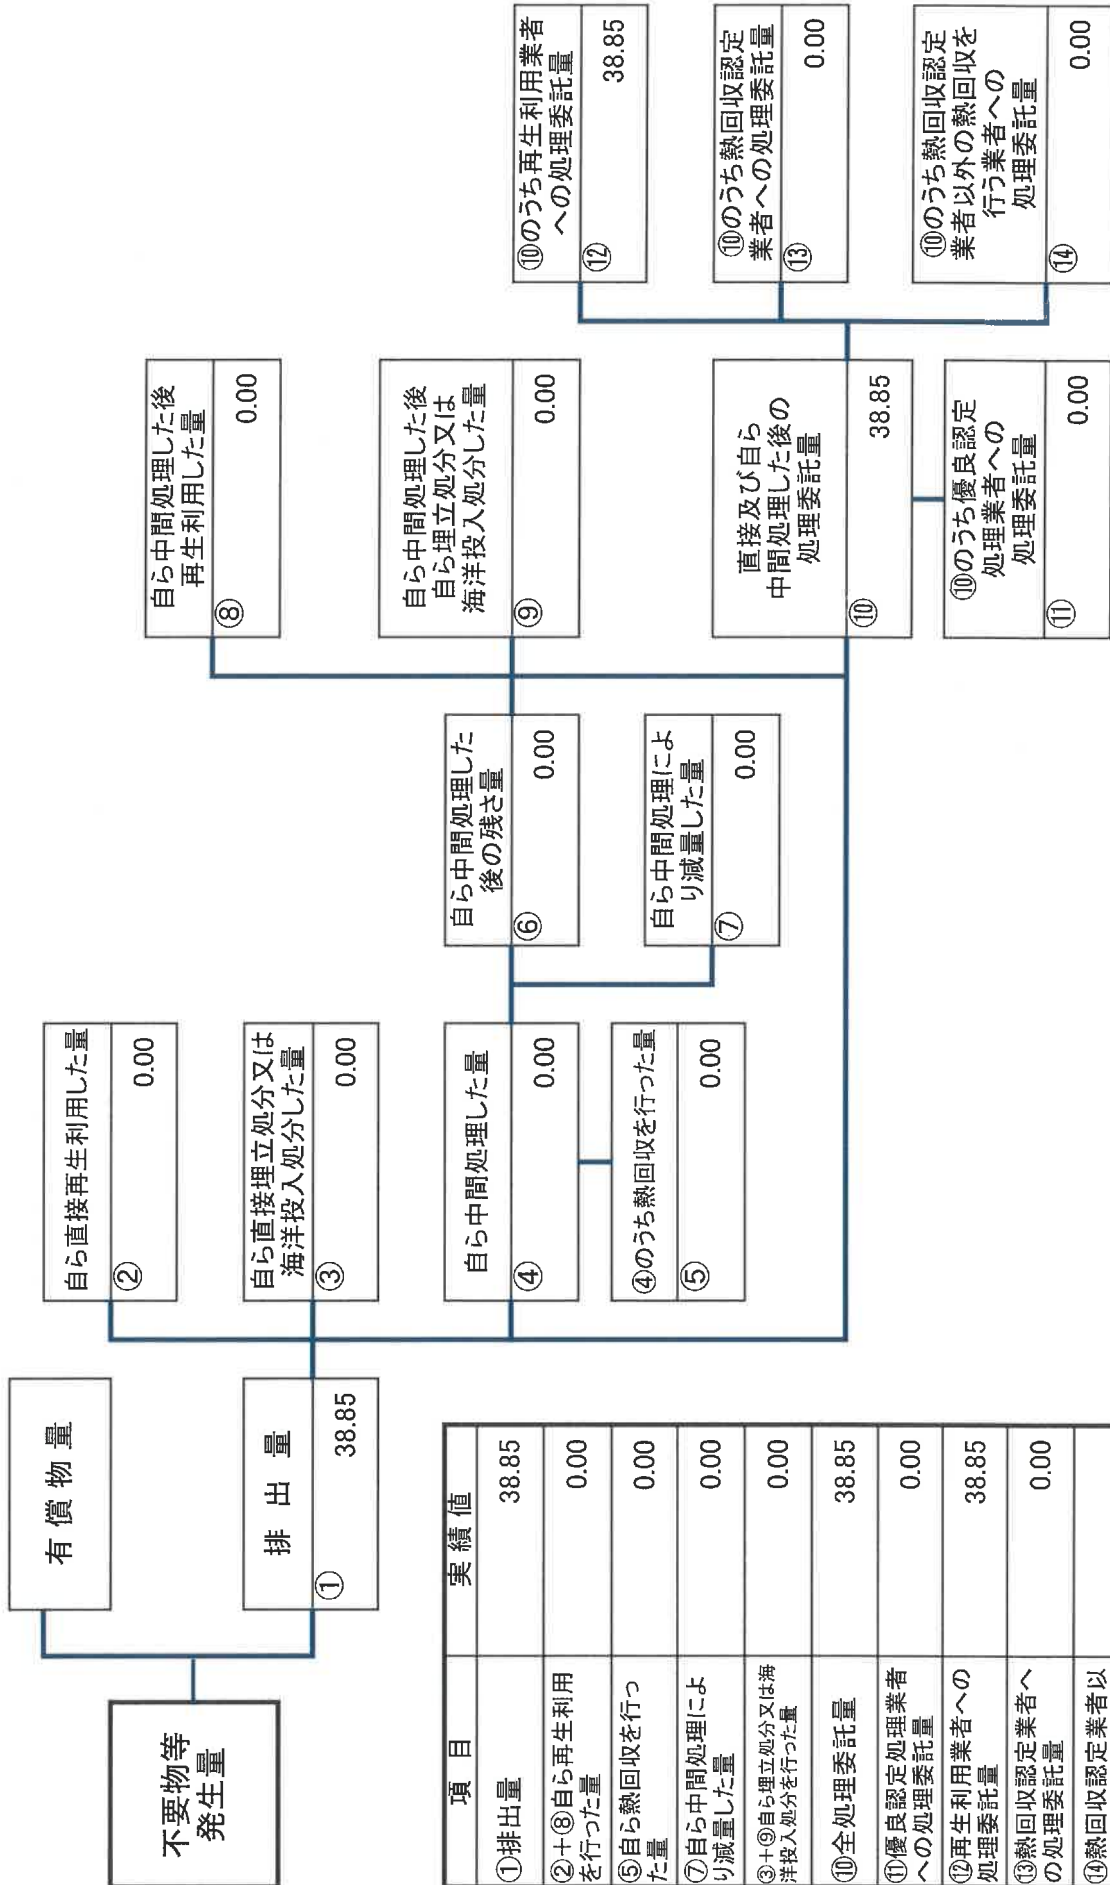 不要物等
発生量
有 償 物 量
排 出 量
①
38.85
自ら直接再生利用した量
②
0.00
自ら直接埋立処分又は
海洋投入処分した量
③
0.00
自ら中間処理した量
④
0.00
④のうち熱回収を行った量
⑤
0.00
自ら中間処理した
後の残さ量
⑥
0.00
自ら中間処理によ
り減量した量
⑦
0.00
自ら中間処理した後
再生利用した量
⑧
0.00
自ら中間処理した後
自ら埋立処分又は
海洋投入処分した量
⑨
0.00
直接及び自ら
中間処理した後の
処理委託量
⑩
38.85
⑩のうち優良認定
処理業者への
処理委託量
⑪
0.00
⑩のうち再生利用業者
への処理委託量
⑫
38.85
⑩のうち熱回収認定
業者への処理委託量
⑬
0.00
⑩のうち熱回収認定
業者以外の熱回収を
行う業者への
処理委託量
⑭
0.00
項 目 実 績 値
①排出量 38.85
②+⑧自ら再生利用
を行った量 0.00
⑤自ら熱回収を行っ
た量 0.00
⑦自ら中間処理によ
り減量した量 0.00
③+⑨自ら埋立処分又は海
洋投入処分を行った量 0.00
⑩全処理委託量 38.85
⑪優良認定処理業者
への処理委託量 0.00
⑫再生利用業者への
処理委託量 38.85
⑬熱回収認定業者へ
の処理委託量 0.00
⑭熱回収認定業者以